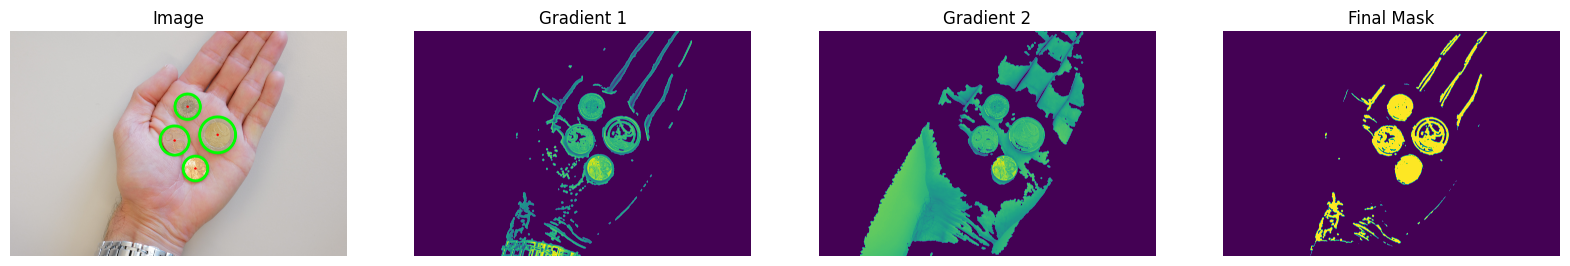 Image
Gradient 1
Gradient 2
Final Mask